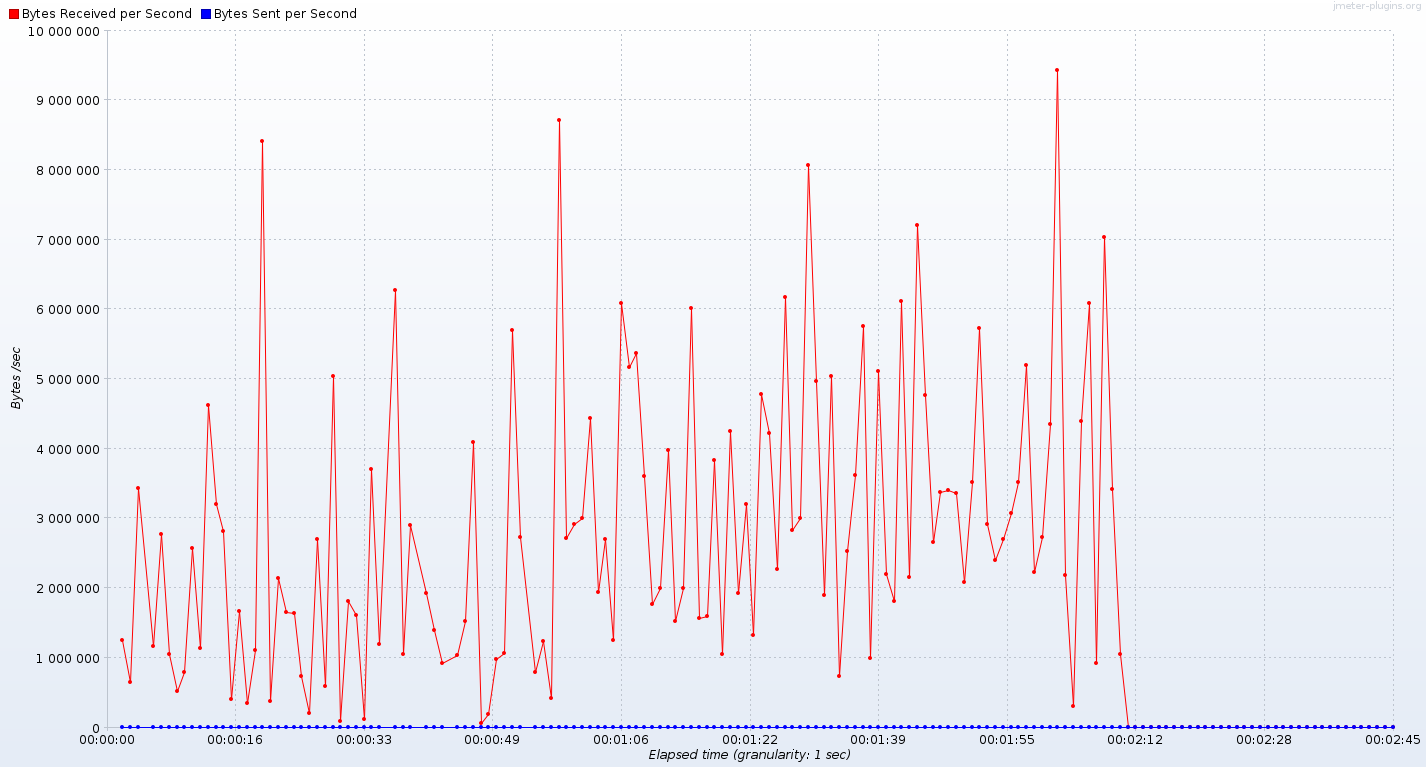 Bytes Received per Second Bytes Sent per Second
jmeter-plugins.org
10 000 000
9 000 000
8 000 000
7 000 000
6 000 000
5 000 000
4 000 000
3 000 000
2 000 000
1 000 000
0
Bytes /sec
00:00:00 00:00:16 00:00:33 00:00:49 00:01:06 00:01:22 00:01:39 00:01:55 00:02:12 00:02:28 00:02:45
Elapsed time (granularity: 1 sec)